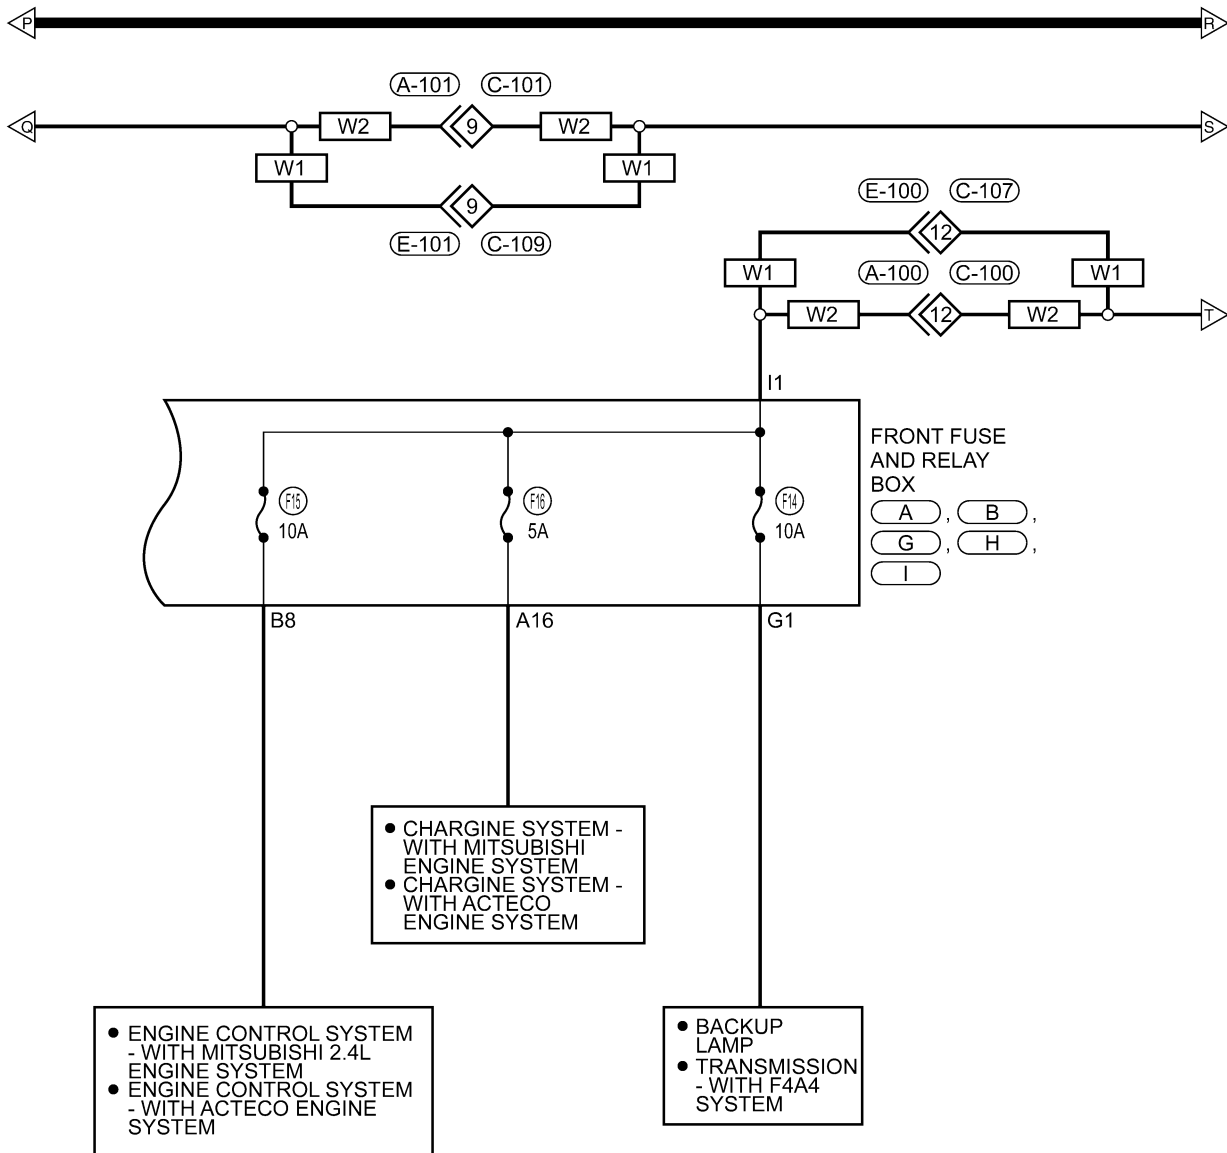 P
R
A-101 C-101
Q
W2
9
W2
S
W1
W1
9
E-101 C-109
E-100 C-107
12
W1
A-100 C-100
W1
W2
12
W2
T
I1
FRONT FUSE
AND RELAY
BOX
A , B ,
G , H ,
I
F15
10A
F16
5A
F14
10A
B8
A16
G1
● CHARGINE SYSTEM -
WITH MITSUBISHI
ENGINE SYSTEM
● CHARGINE SYSTEM -
WITH ACTECO
ENGINE SYSTEM
● ENGINE CONTROL SYSTEM
- WITH MITSUBISHI 2.4L
ENGINE SYSTEM
● ENGINE CONTROL SYSTEM
- WITH ACTECO ENGINE
SYSTEM
● BACKUP
LAMP
● TRANSMISSION
- WITH F4A4
SYSTEM